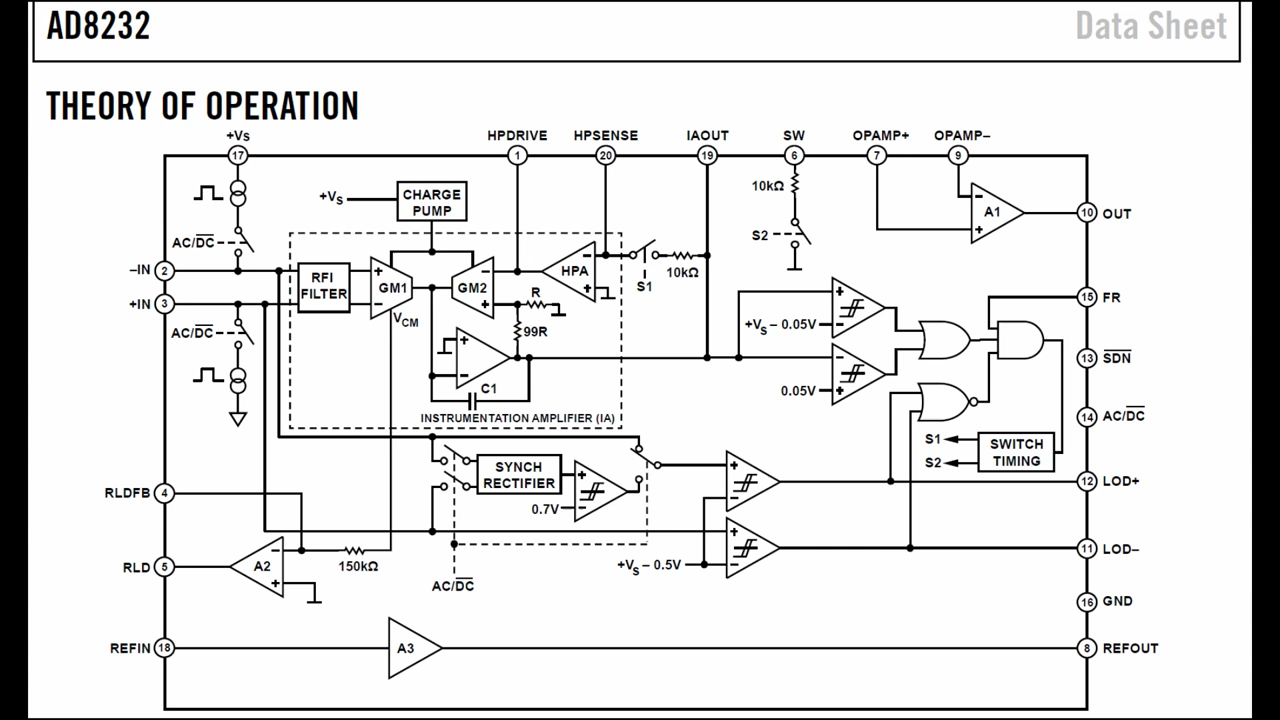 AD8232
Data Sheet
THEORY OF OPERATION
+VS HPDRIVE HPSENSE IAOUT SW OPAMP+ OPAMP–
17 1 20 19 6 7 9
10kΩ
+VS
CHARGE
PUMP
A1
10 OUT
AC/DC
S2
–IN 2
RFI
FILTER
GM1
GM2
HPA
S1
10kΩ
+IN 3
R
15 FR
VCM
+VS – 0.05V
AC/DC
99R
13 SDN
C1
0.05V
INSTRUMENTATION AMPLIFIER (IA)
14 AC/DC
S1
S2
SWITCH
TIMING
SYNCH
RECTIFIER
12 LOD+
RLDFB 4
0.7V
11 LOD–
150kΩ
+VS – 0.5V
RLD 5
A2
AC/DC
16 GND
REFIN 18
A3
8 REFOUT